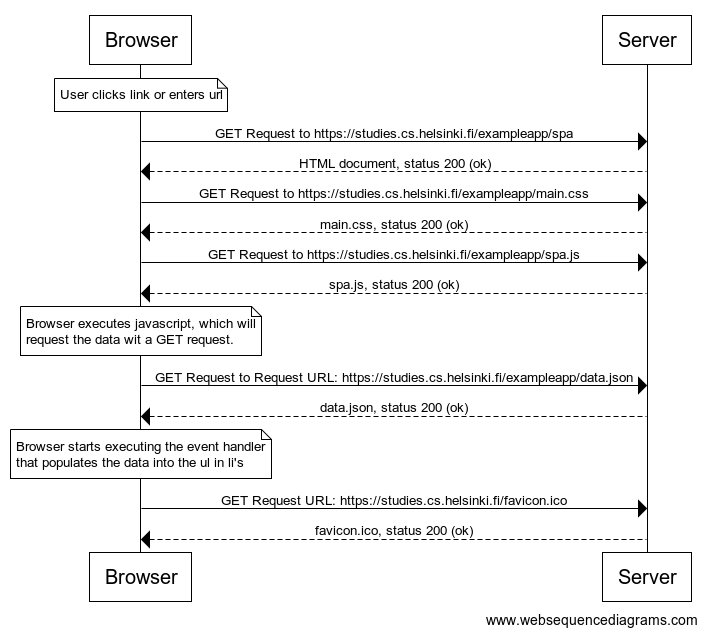 Browser
Server
User clicks link or enters url
GET Request to https://studies.cs.helsinki.fi/exampleapp/spa
HTML document, status 200 (ok)
GET Request to https://studies.cs.helsinki.fi/exampleapp/main.css
main.css, status 200 (ok)
GET Request to https://studies.cs.helsinki.fi/exampleapp/spa.js
spa.js, status 200 (ok)
Browser executes javascript, which will
request the data wit a GET request.
GET Request to Request URL: https://studies.cs.helsinki.fi/exampleapp/data.json
data.json, status 200 (ok)
Browser starts executing the event handler
that populates the data into the ul in li's
GET Request URL: https://studies.cs.helsinki.fi/favicon.ico
favicon.ico, status 200 (ok)
Browser
Server
www.websequencediagrams.com